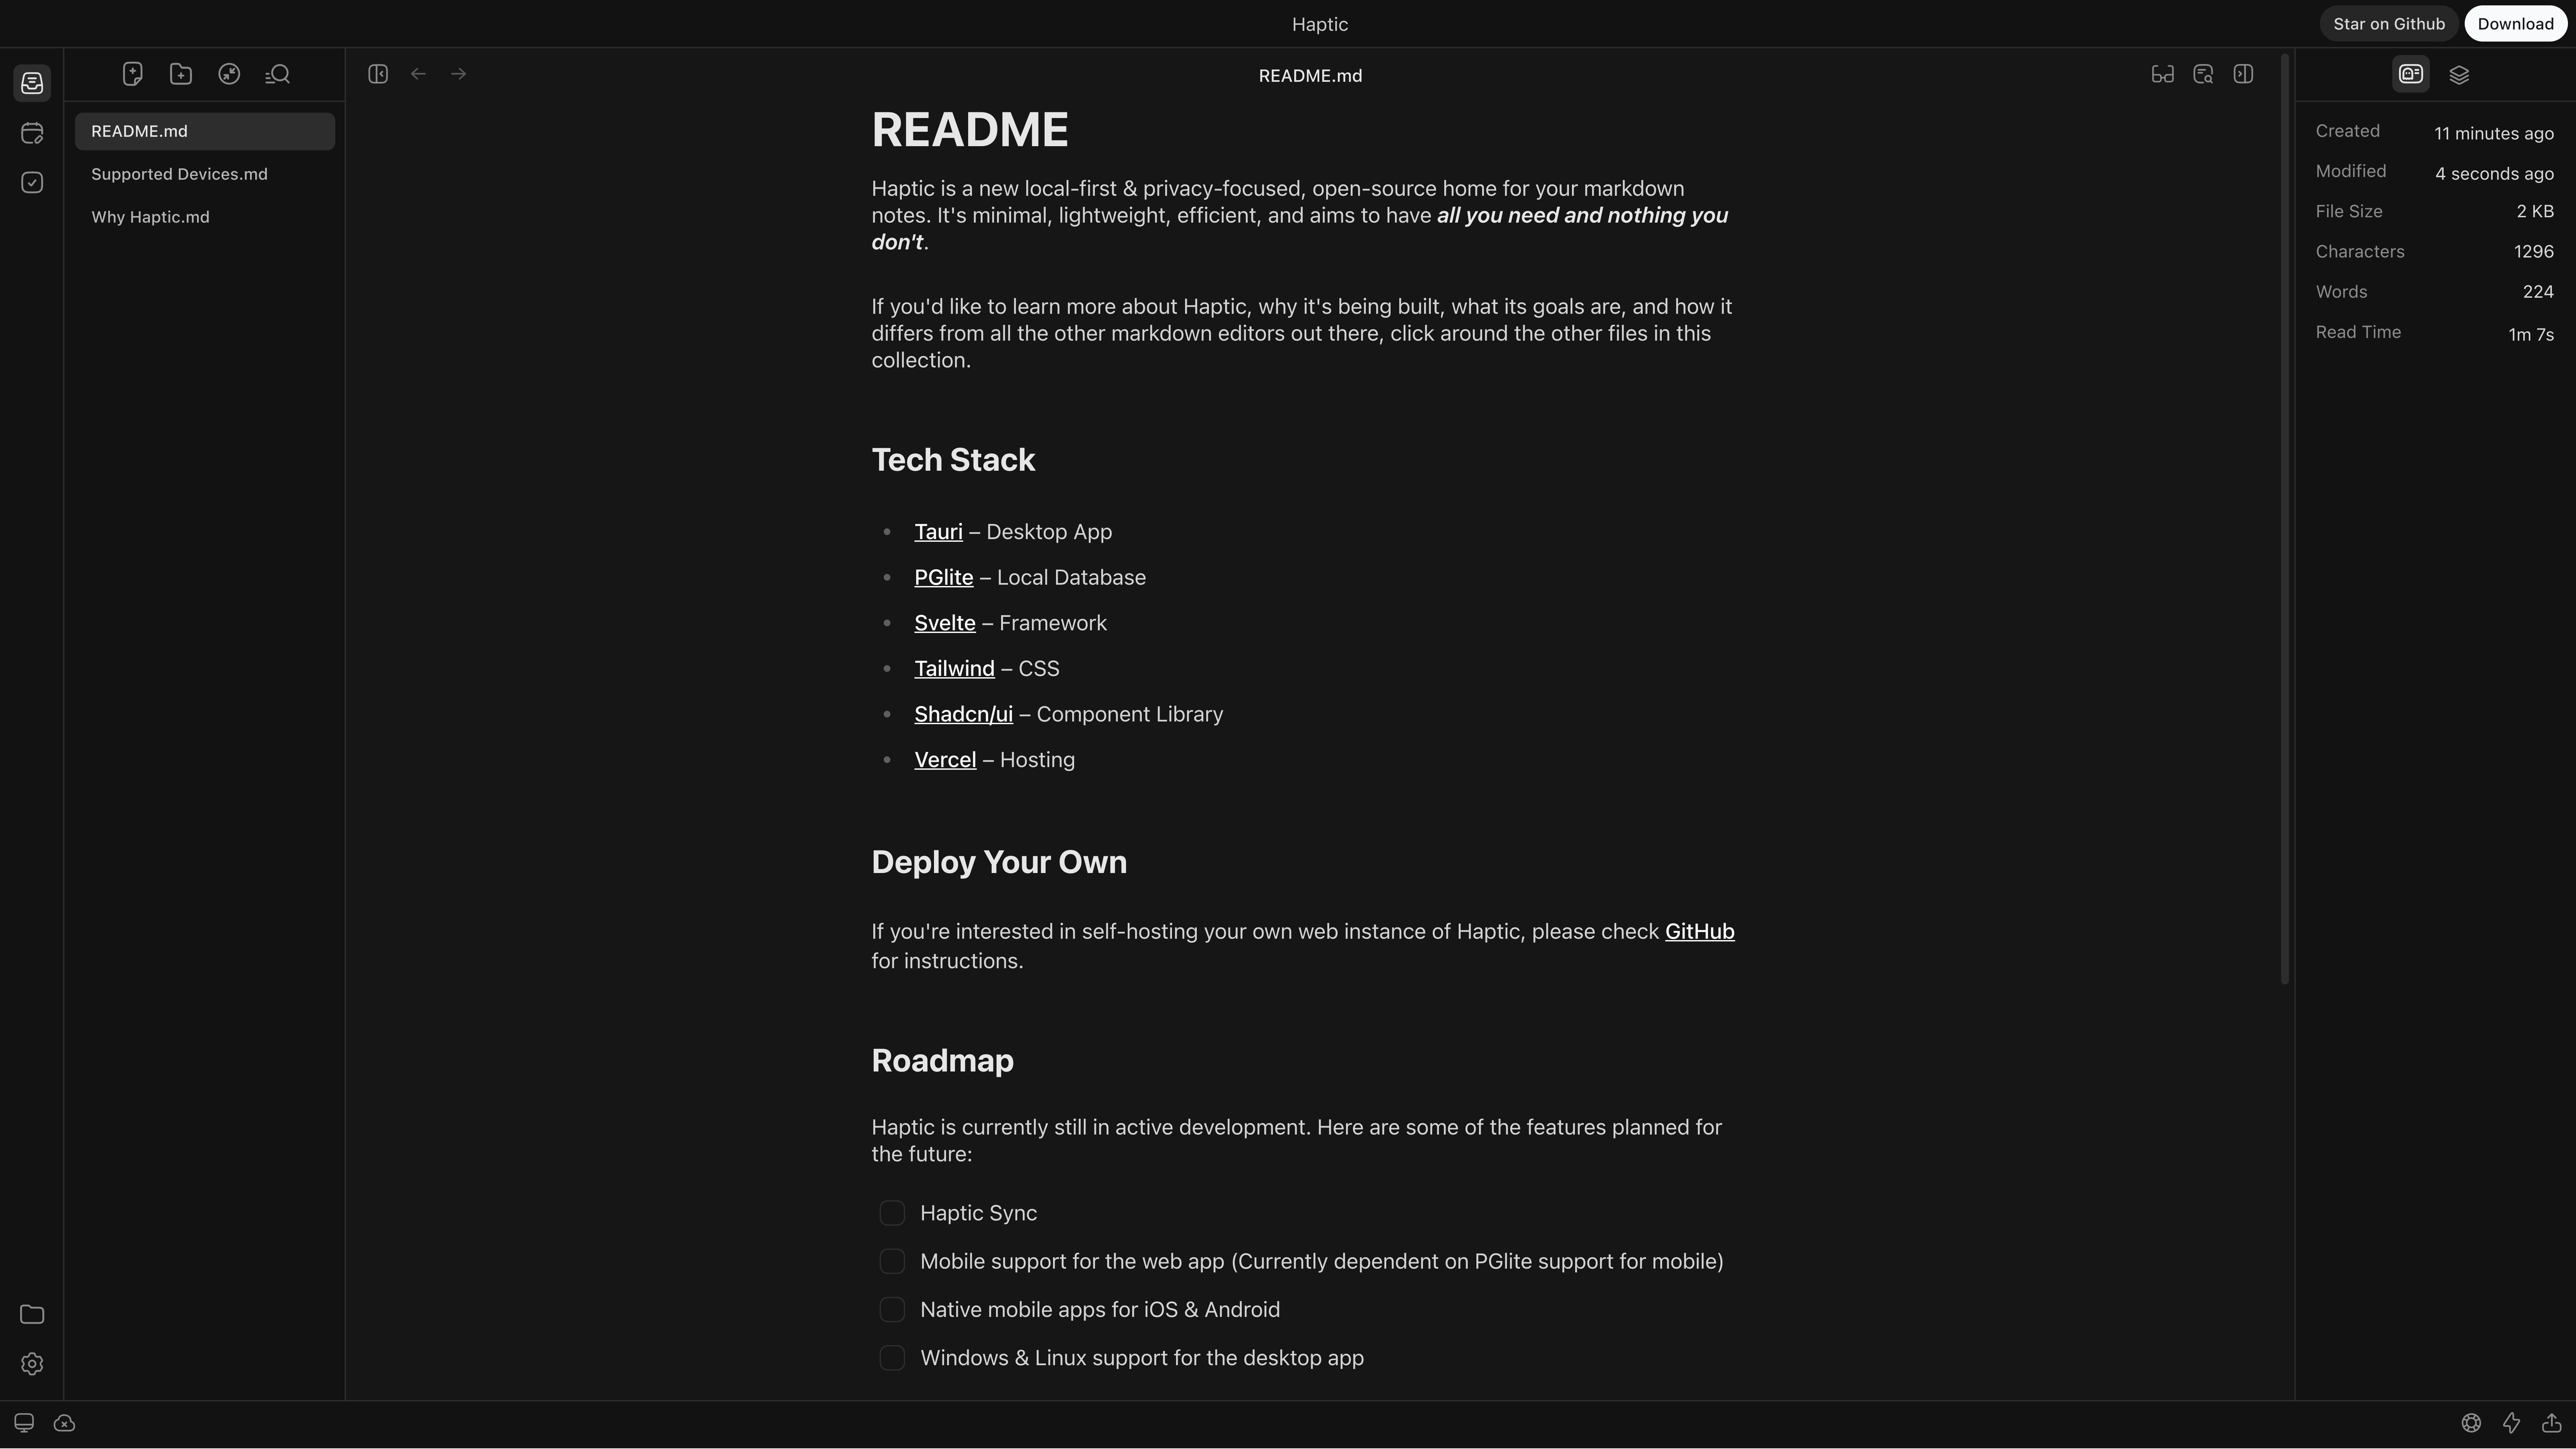 Haptic
Star on Github
Download
README.md
Supported Devices.md
Why Haptic.md
README.md
README
Haptic is a new local-first & privacy-focused, open-source home for your markdown
notes. It's minimal, lightweight, efficient, and aims to have all you need and nothing you
don't.
If you'd like to learn more about Haptic, why it's being built, what its goals are, and how it
differs from all the other markdown editors out there, click around the other files in this
collection.
Tech Stack
Tauri – Desktop App
PGlite – Local Database
Svelte – Framework
Tailwind – CSS
Shadcn/ui – Component Library
Vercel – Hosting
Deploy Your Own
If you're interested in self-hosting your own web instance of Haptic, please check GitHub
for instructions.
Roadmap
Haptic is currently still in active development. Here are some of the features planned for
the future:
Haptic Sync
Mobile support for the web app (Currently dependent on PGlite support for mobile)
Native mobile apps for iOS & Android
Windows & Linux support for the desktop app
Created 11 minutes ago
Modified 4 seconds ago
File Size 2 KB
Characters 1296
Words 224
Read Time 1m 7s